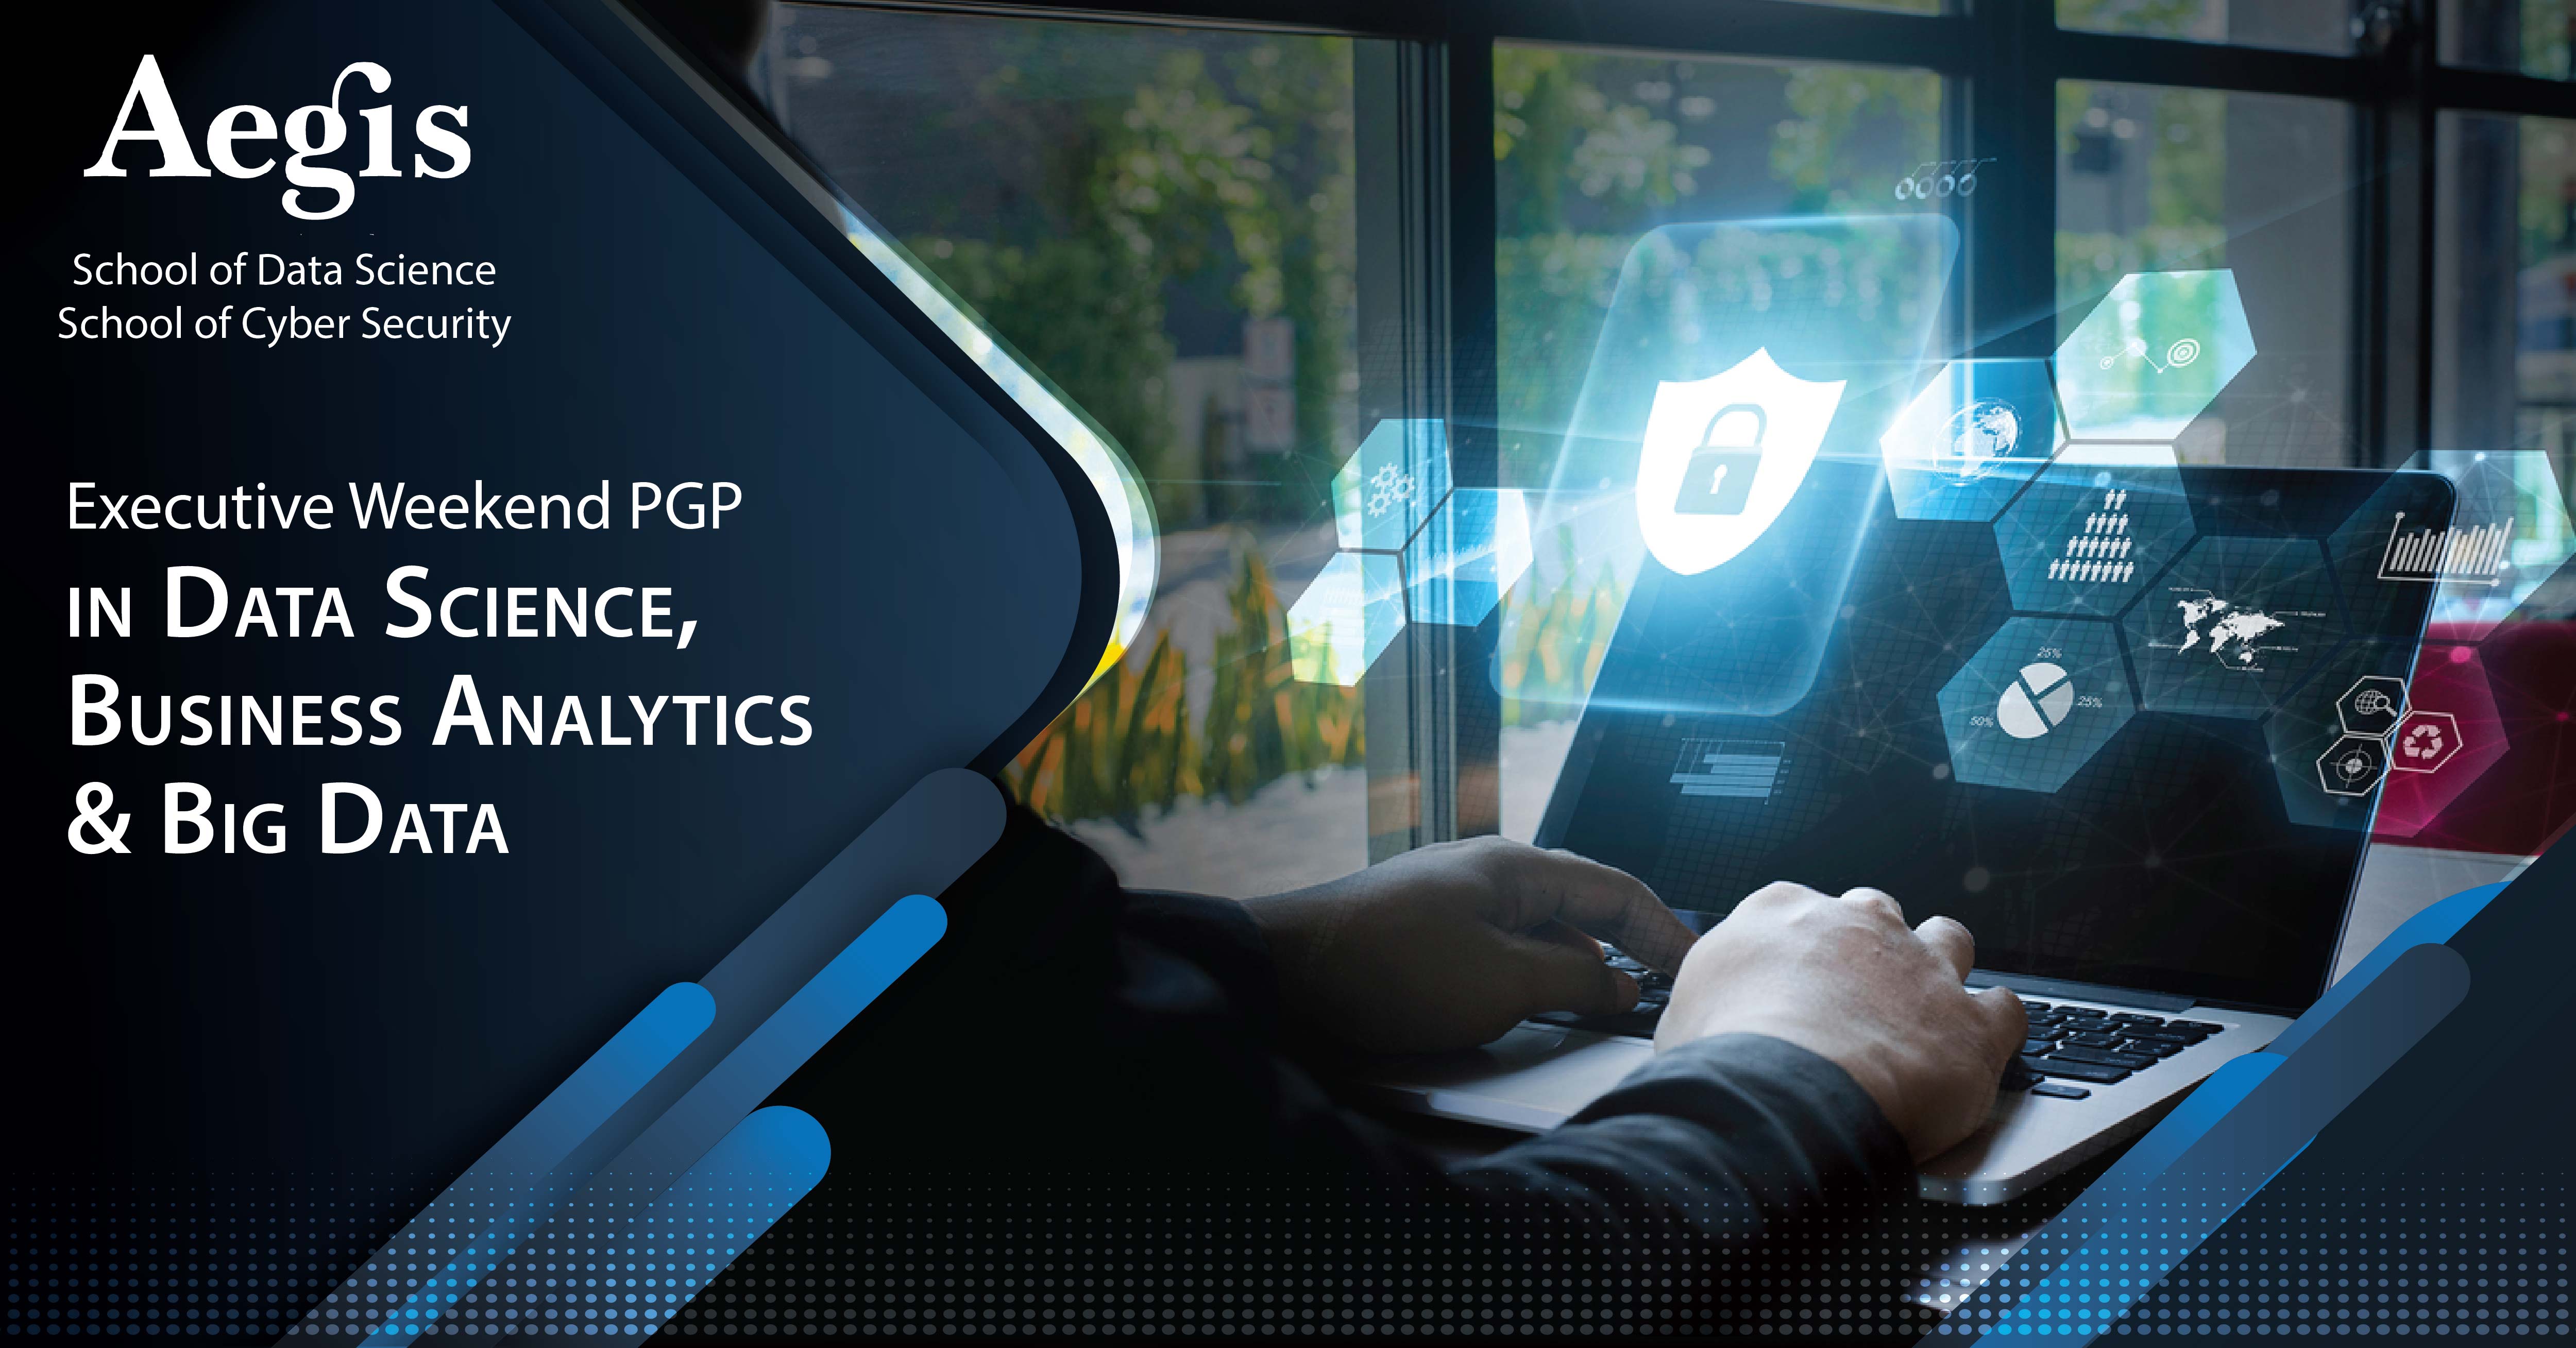 Aegis
School of Data Science
School of Cyber Security
Executive Weekend PGP
IN DATA SCIENCE,
BUSINESS ANALYTICS
& BIG DATA
25%
25%
50%